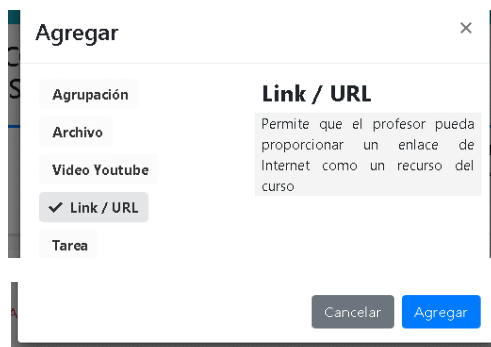 Agregar
×
Agrupación
Archivo
Video Youtube
✓ Link / URL
Tarea
Link / URL
Permite que el profesor pueda
proporcionar un enlace de
Internet como un recurso del
curso
Cancelar
Agregar